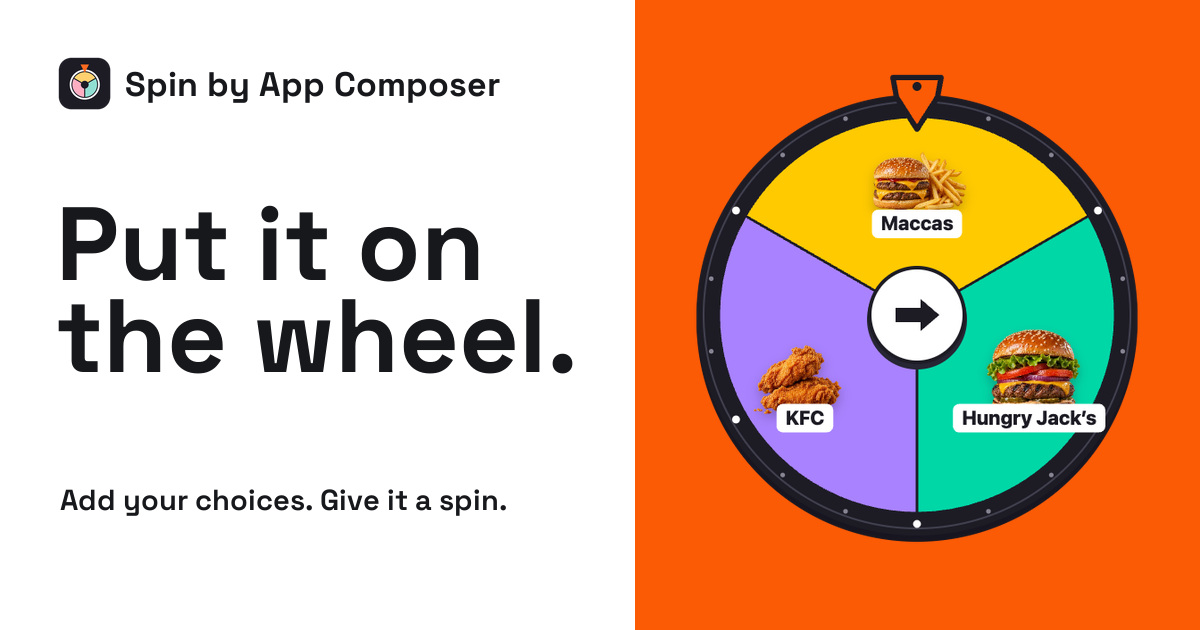 Spin by App Composer
Put it on
the wheel.
Add your choices. Give it a spin.
Maccas
KFC
Hungry Jack's